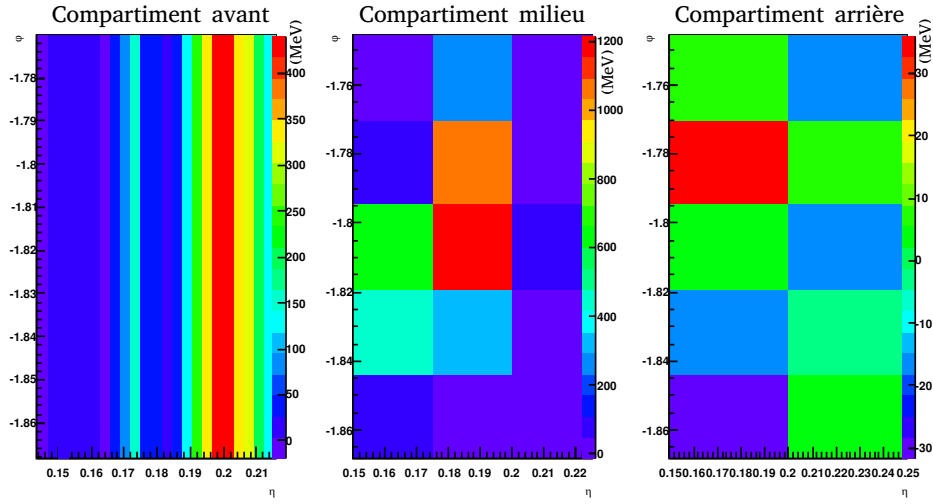 Compartiment avant
φ
(MeV)
400
350
300
250
200
150
100
50
0
-1.78
-1.79
-1.8
-1.81
-1.82
-1.83
-1.84
-1.85
-1.86
0.15 0.16 0.17 0.18 0.19 0.2 0.21
η
Compartiment milieu
φ
(MeV)
1200
1000
800
600
400
200
0
-1.76
-1.78
-1.8
-1.82
-1.84
-1.86
0.15 0.16 0.17 0.18 0.19 0.2 0.21 0.22
η
Compartiment arrière
φ
(MeV)
30
20
10
0
-10
-20
-30
-1.76
-1.78
-1.8
-1.82
-1.84
-1.86
0.15 0.16 0.17 0.18 0.19 0.2 0.21 0.22 0.23 0.24 0.25
η